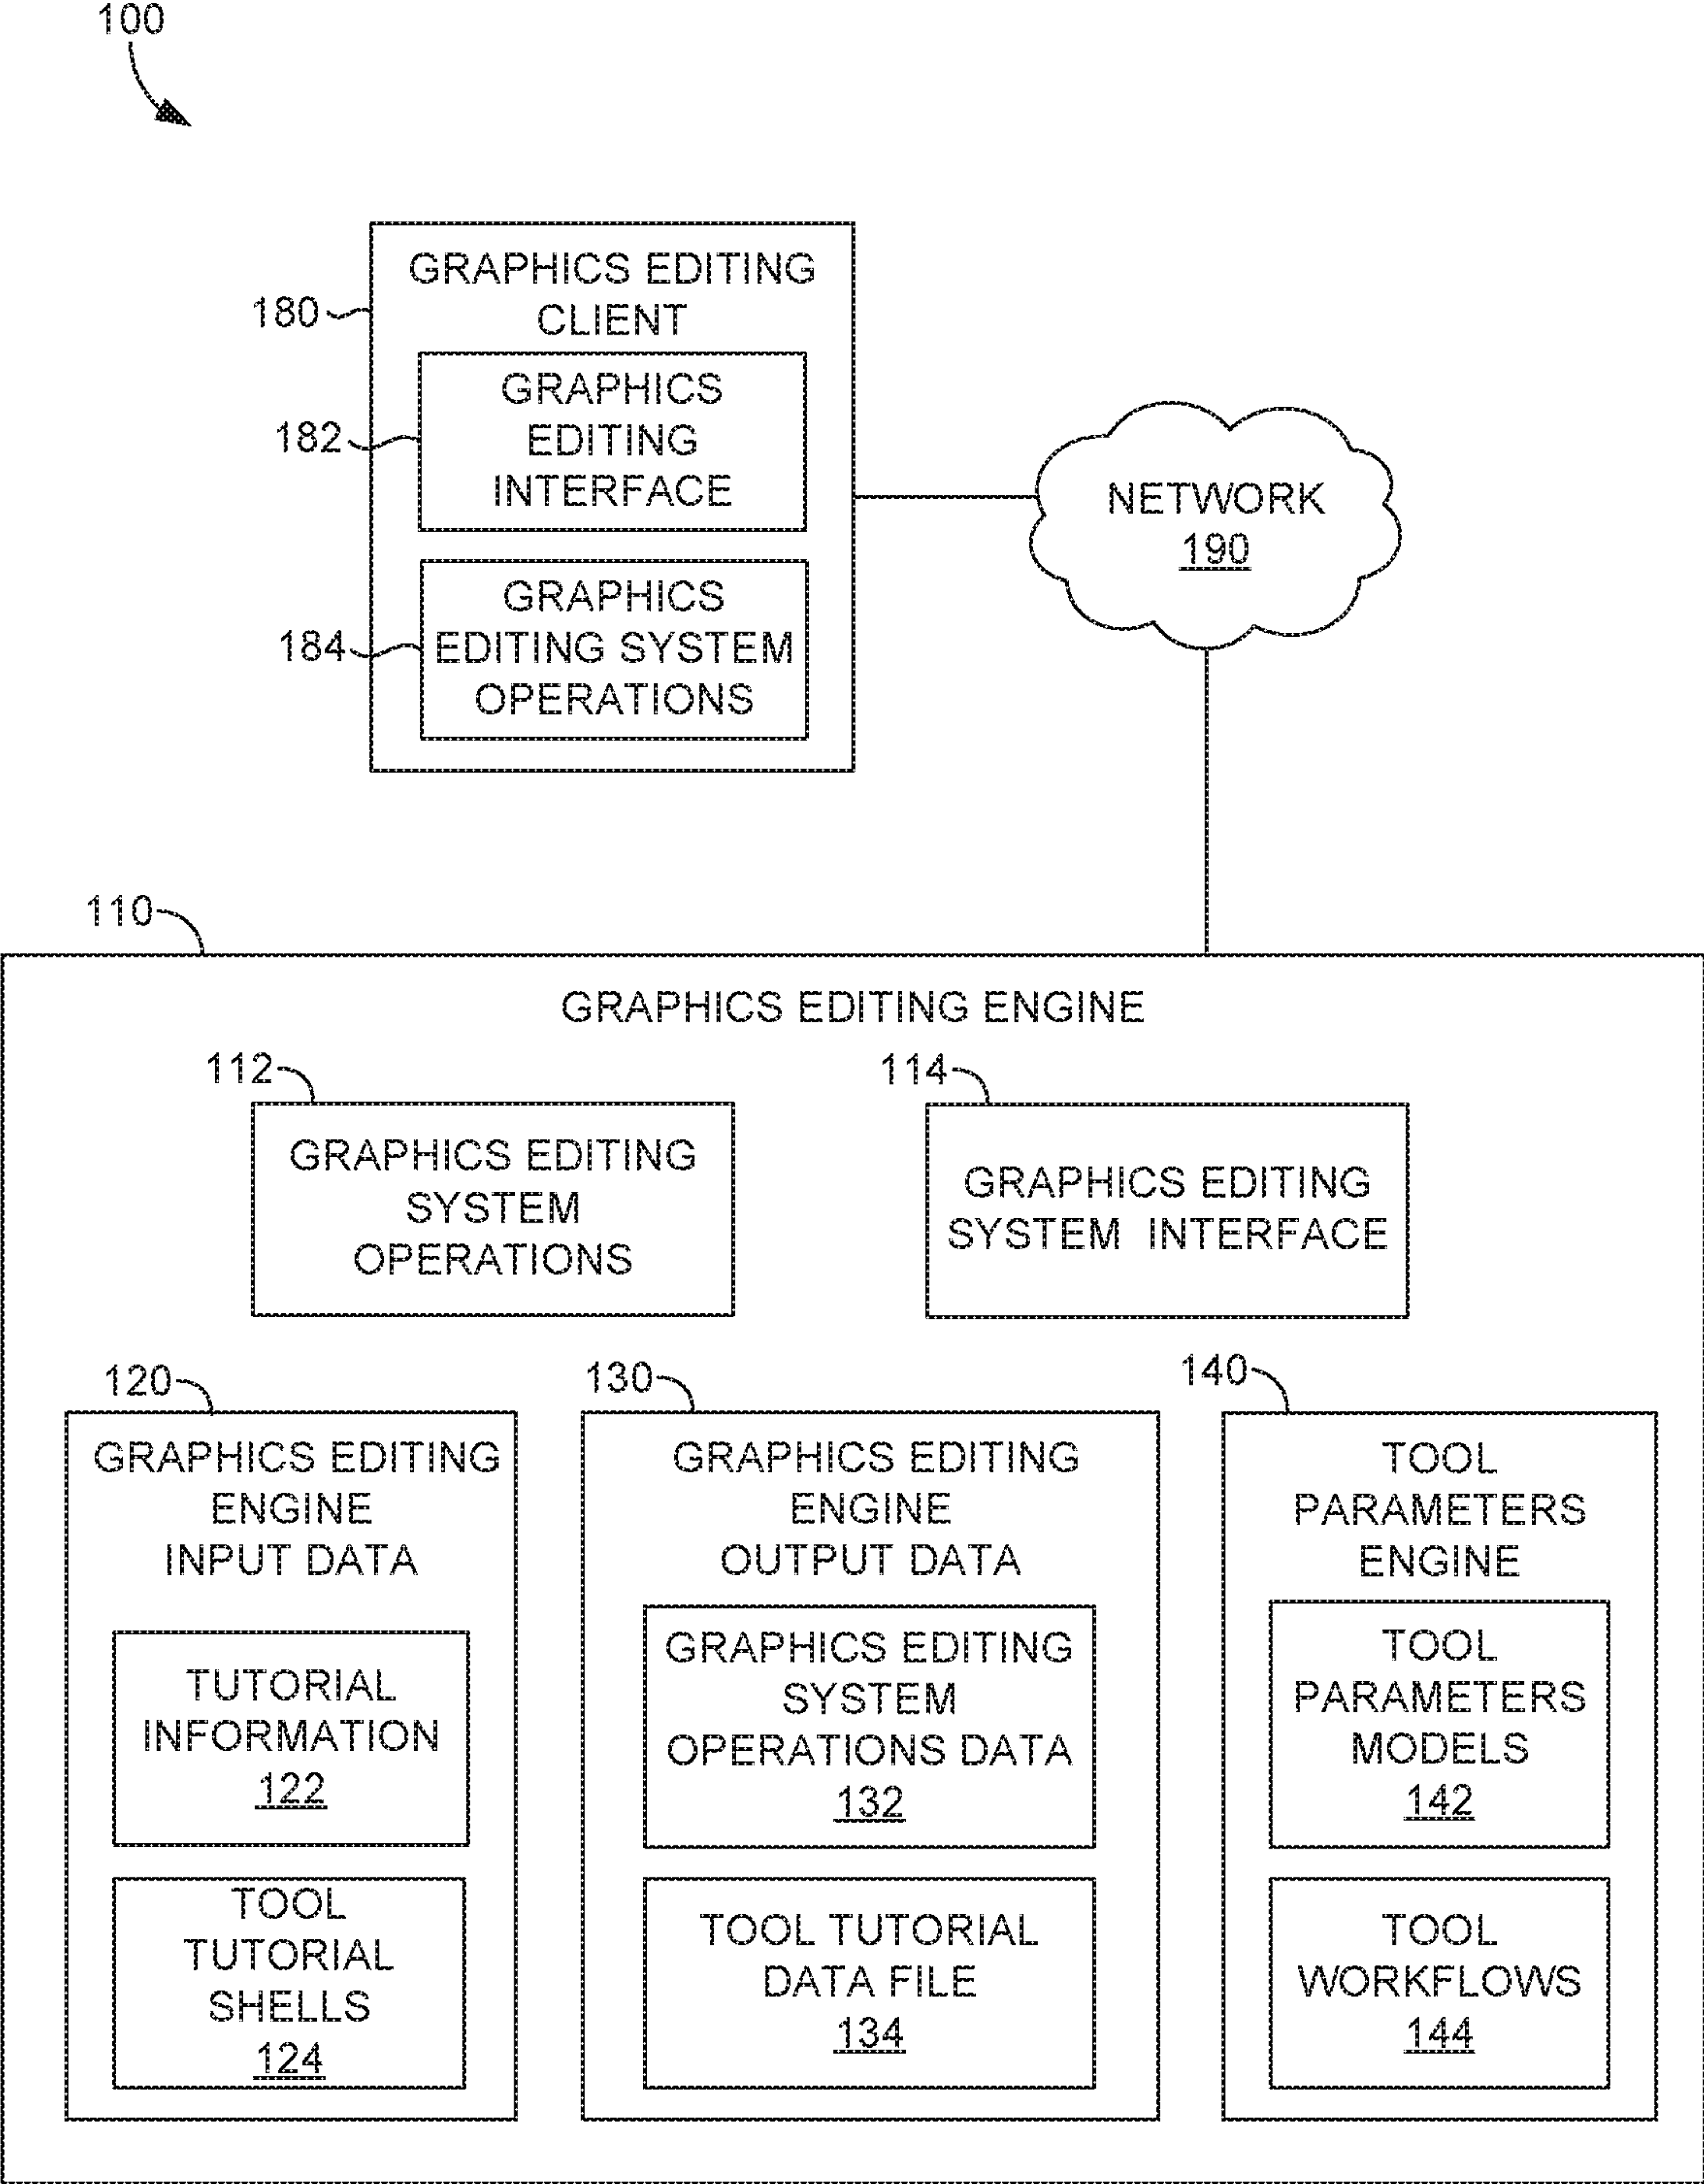 100
GRAPHICS EDITING
CLIENT
180
GRAPHICS
EDITING
INTERFACE
182
GRAPHICS
EDITING SYSTEM
OPERATIONS
184
NETWORK
190
110
GRAPHICS EDITING ENGINE
112
GRAPHICS EDITING
SYSTEM
OPERATIONS
114
GRAPHICS EDITING
SYSTEM INTERFACE
120
GRAPHICS EDITING
ENGINE
INPUT DATA
TUTORIAL
INFORMATION
122
TOOL
TUTORIAL
SHELLS
124
130
GRAPHICS EDITING
ENGINE
OUTPUT DATA
GRAPHICS EDITING
SYSTEM
OPERATIONS DATA
132
TOOL TUTORIAL
DATA FILE
134
140
TOOL
PARAMETERS
ENGINE
TOOL
PARAMETERS
MODELS
142
TOOL
WORKFLOWS
144